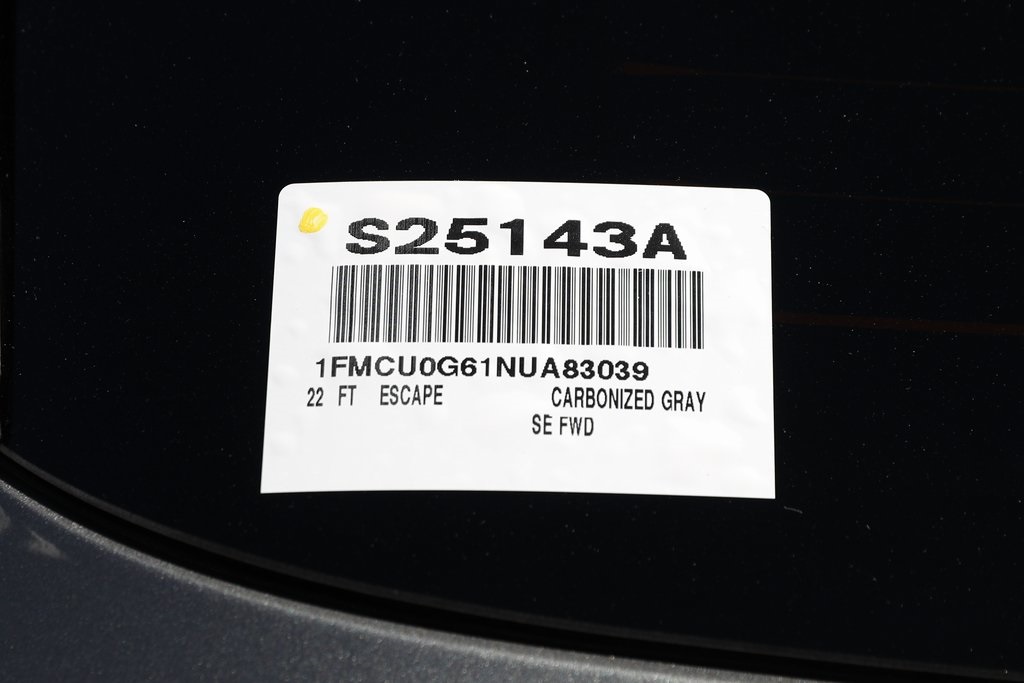 S25143A
1FMCU0G61NUA83039
22 FT ESCAPE CARBONIZED GRAY
SE FWD